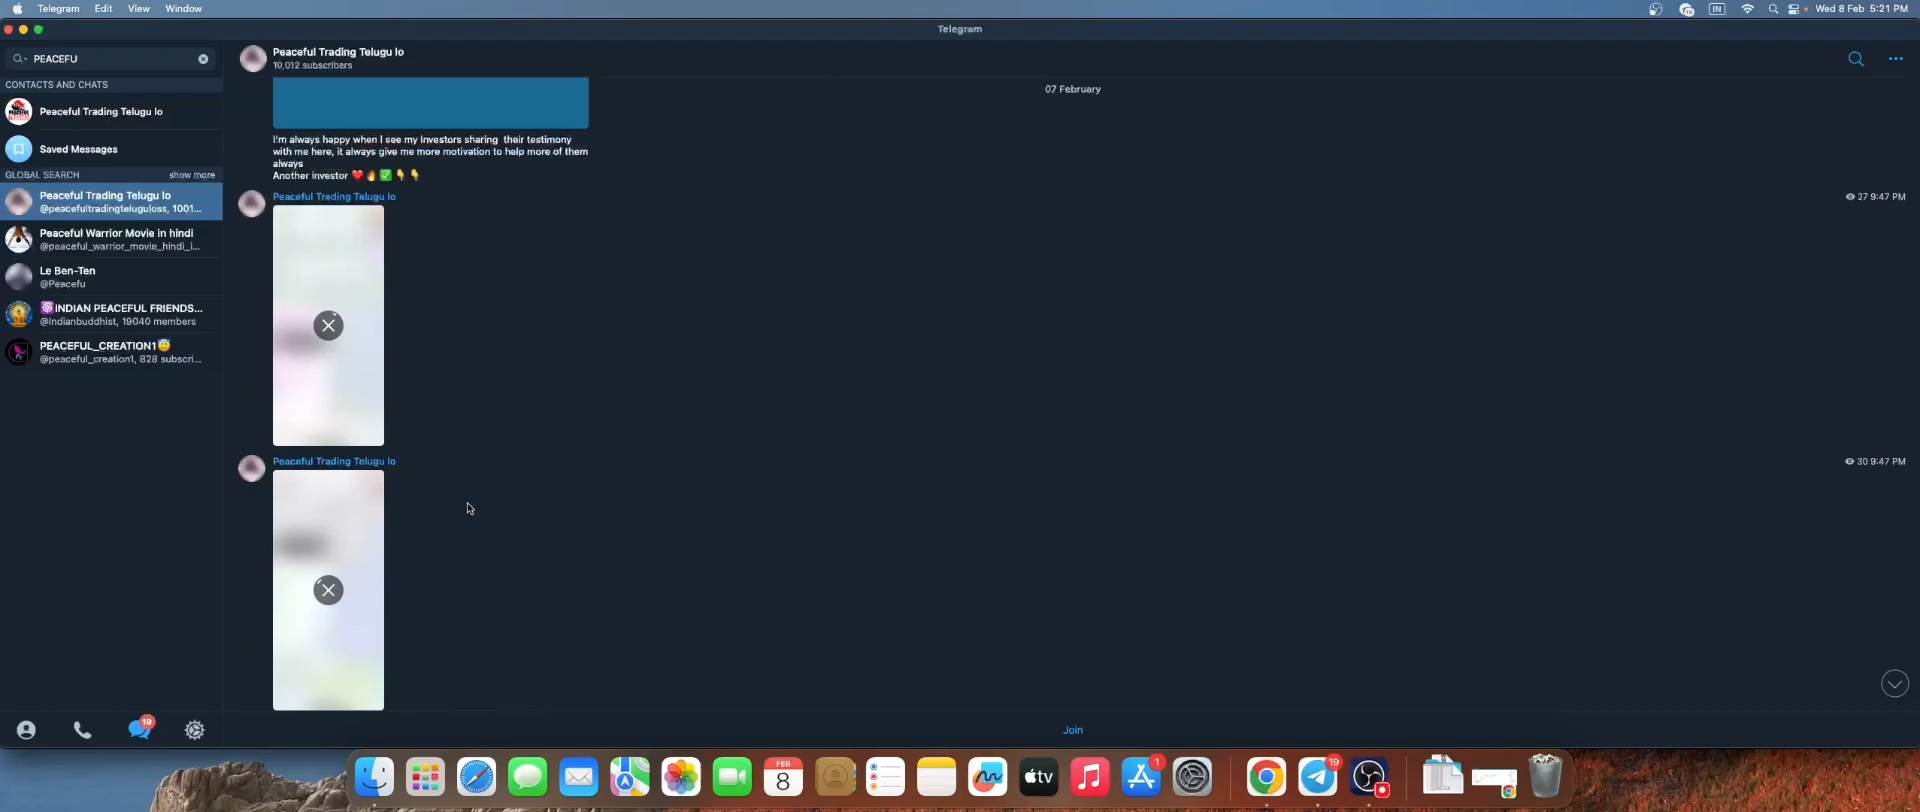 Telegram Edit View Window
IN Wed 8 Feb 5:21 PM
Telegram
PEACEFU
CONTACTS AND CHATS
Peaceful Trading Telugu lo
Saved Messages
GLOBAL SEARCH show more
Peaceful Trading Telugu lo
@peacefultradingteluguloss, 1001...
Peaceful Warrior Movie in hindi
@peaceful_warrior_movie_hindi_i...
Le Ben-Ten
@Peacefu
INDIAN PEACEFUL FRIENDS...
@Indianbuddhist, 19040 members
PEACEFUL_CREATION1😇
@peaceful_creation1, 828 subscri...
19
Peaceful Trading Telugu lo
10,012 subscribers
07 February
I'm always happy when I see my Investors sharing their testimony
with me here, it always give me more motivation to help more of them
always
Another investor ❤️🔥✅👇👇
Peaceful Trading Telugu lo
27 9:47 PM
Peaceful Trading Telugu lo
30 9:47 PM
Join
FEB
8
tv
1
19